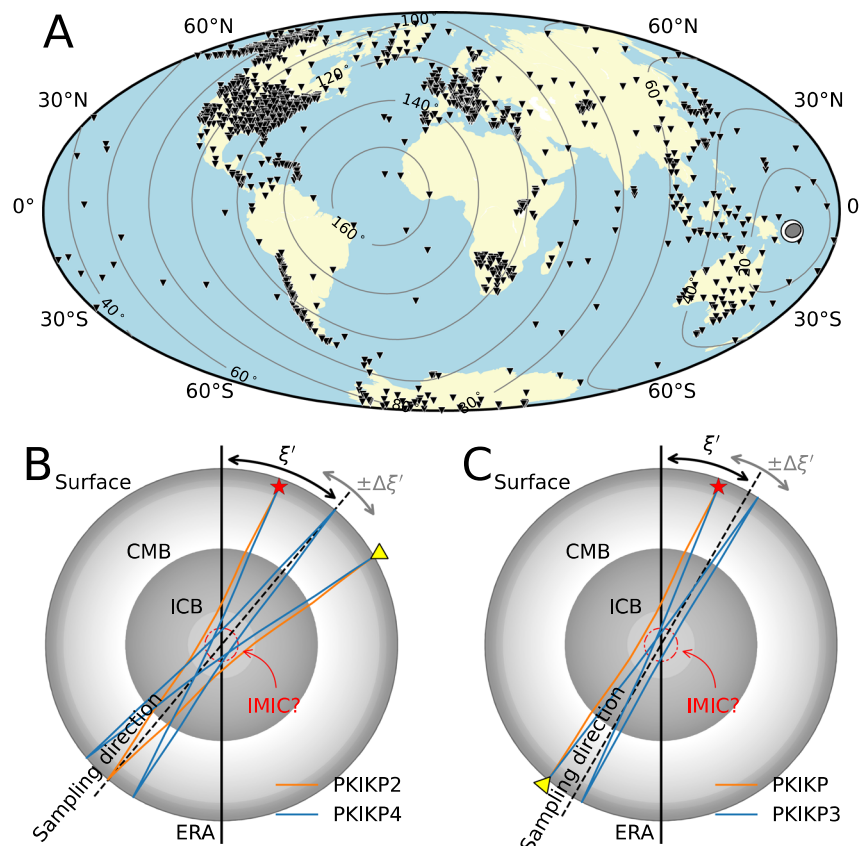 A
60°N
60°N
100°
120°
60
30°N
30°N
140°
0°
0
160°
20
40°
40°
30°S
30°S
60°
60°S
60°S
80°
80°
B
ξ′
±Δξ′
Surface
CMB
ICB
IMIC?
Sampling direction
PKIKP2
PKIKP4
ERA
C
ξ′
±Δξ′
Surface
CMB
ICB
IMIC?
Sampling direction
PKIKP
PKIKP3
ERA